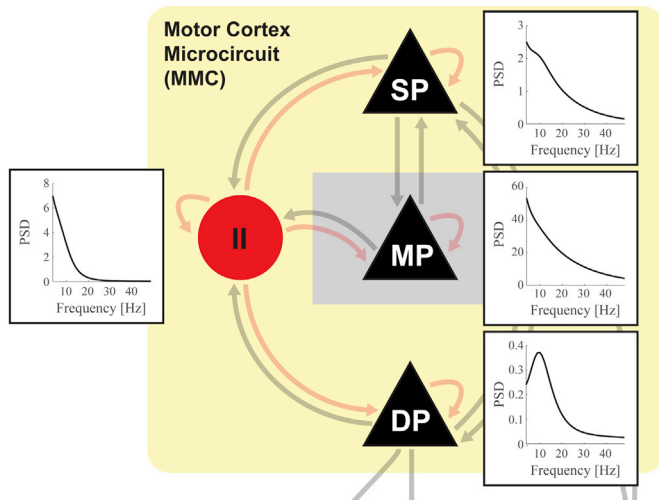 Motor Cortex
Microcircuit
(MMC)
SP
3
2
1
0
PSD
10 20 30 40
Frequency [Hz]
8
6
4
2
0
PSD
10 20 30 40
Frequency [Hz]
II
MP
60
40
20
0
PSD
10 20 30 40
Frequency [Hz]
DP
0.4
0.3
0.2
0.1
0
PSD
10 20 30 40
Frequency [Hz]